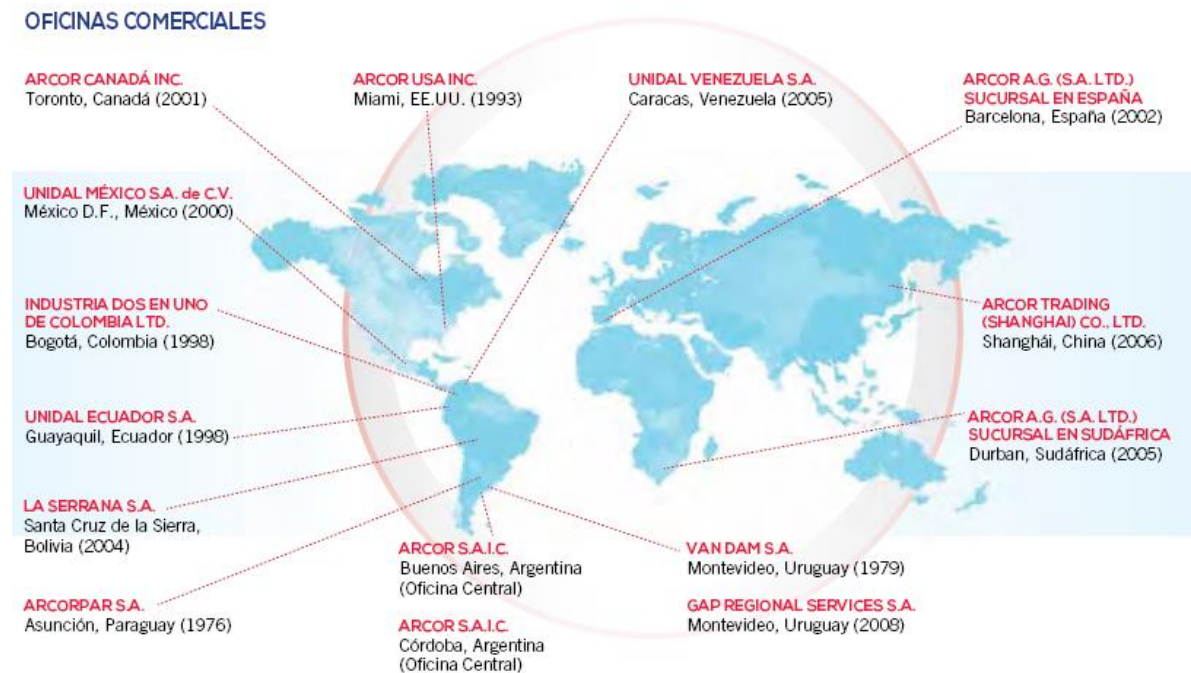 OFICINAS COMERCIALES
ARCOR CANADÁ INC.
Toronto, Canadá (2001)
ARCOR USA INC.
Miami, EE.UU. (1993)
UNIDAL VENEZUELA S.A.
Caracas, Venezuela (2005)
ARCOR A.G. (S.A. LTD.)
SUCURSAL EN ESPAÑA
Barcelona, España (2002)
UNIDAL MÉXICO S.A. de C.V.
México D.F., México (2000)
INDUSTRIA DOS EN UNO
DE COLOMBIA LTD.
Bogotá, Colombia (1998)
ARCOR TRADING
(SHANGHAI) CO., LTD.
Shanghái, China (2006)
UNIDAL ECUADOR S.A.
Guayaquil, Ecuador (1998)
ARCOR A.G. (S.A. LTD.)
SUCURSAL EN SUDÁFRICA
Durban, Sudáfrica (2005)
LA SERRANA S.A.
Santa Cruz de la Sierra,
Bolivia (2004)
ARCOR S.A.I.C.
Buenos Aires, Argentina
(Oficina Central)
VAN DAM S.A.
Montevideo, Uruguay (1979)
ARCORPAR S.A.
Asunción, Paraguay (1976)
ARCOR S.A.I.C.
Córdoba, Argentina
(Oficina Central)
GAP REGIONAL SERVICES S.A.
Montevideo, Uruguay (2008)